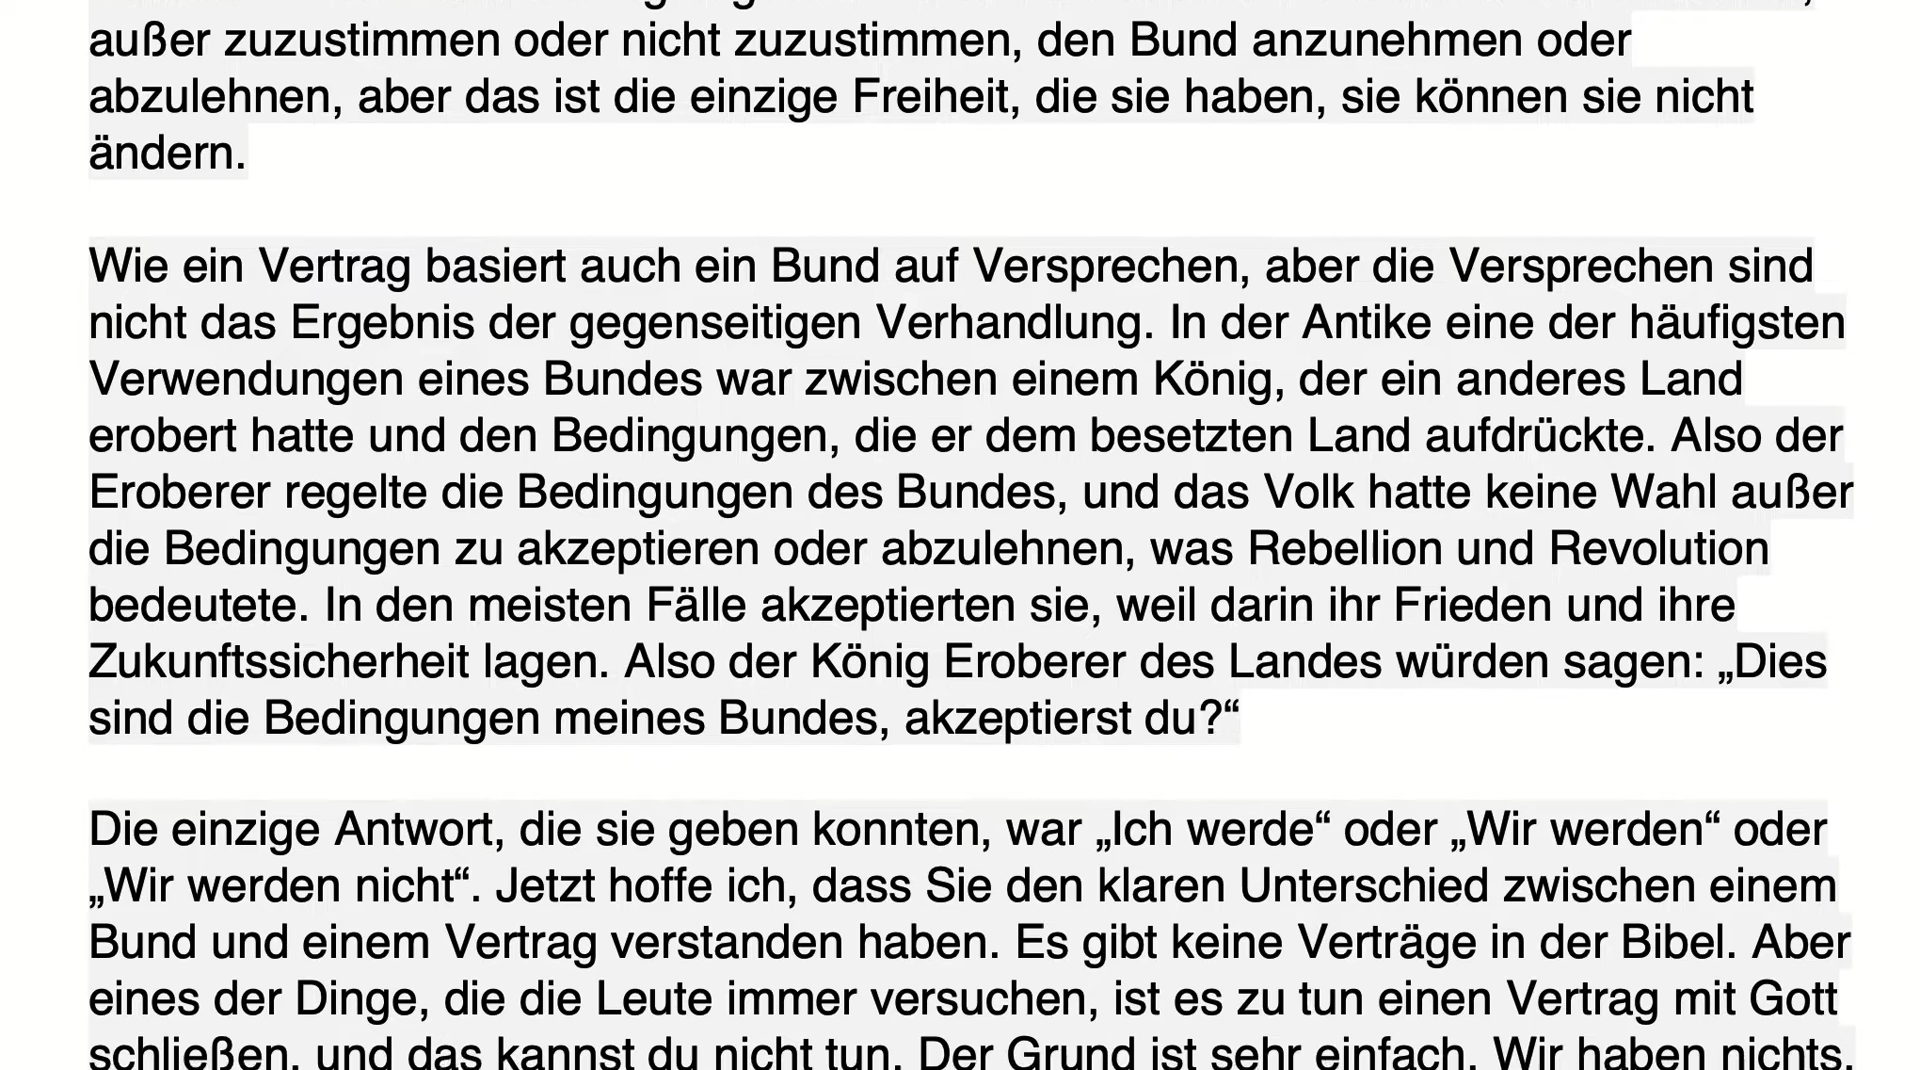 außer zuzustimmen oder nicht zuzustimmen, den Bund anzunehmen oder
abzulehnen, aber das ist die einzige Freiheit, die sie haben, sie können sie nicht
ändern.
Wie ein Vertrag basiert auch ein Bund auf Versprechen, aber die Versprechen sind
nicht das Ergebnis der gegenseitigen Verhandlung. In der Antike eine der häufigsten
Verwendungen eines Bundes war zwischen einem König, der ein anderes Land
erobert hatte und den Bedingungen, die er dem besetzten Land aufdrückte. Also der
Eroberer regelte die Bedingungen des Bundes, und das Volk hatte keine Wahl außer
die Bedingungen zu akzeptieren oder abzulehnen, was Rebellion und Revolution
bedeutete. In den meisten Fälle akzeptierten sie, weil darin ihr Frieden und ihre
Zukunftssicherheit lagen. Also der König Eroberer des Landes würden sagen: „Dies
sind die Bedingungen meines Bundes, akzeptierst du?“
Die einzige Antwort, die sie geben konnten, war „Ich werde“ oder „Wir werden“ oder
„Wir werden nicht“. Jetzt hoffe ich, dass Sie den klaren Unterschied zwischen einem
Bund und einem Vertrag verstanden haben. Es gibt keine Verträge in der Bibel. Aber
eines der Dinge, die die Leute immer versuchen, ist es zu tun einen Vertrag mit Gott
schließen, und das kannst du nicht tun. Der Grund ist sehr einfach. Wir haben nichts,